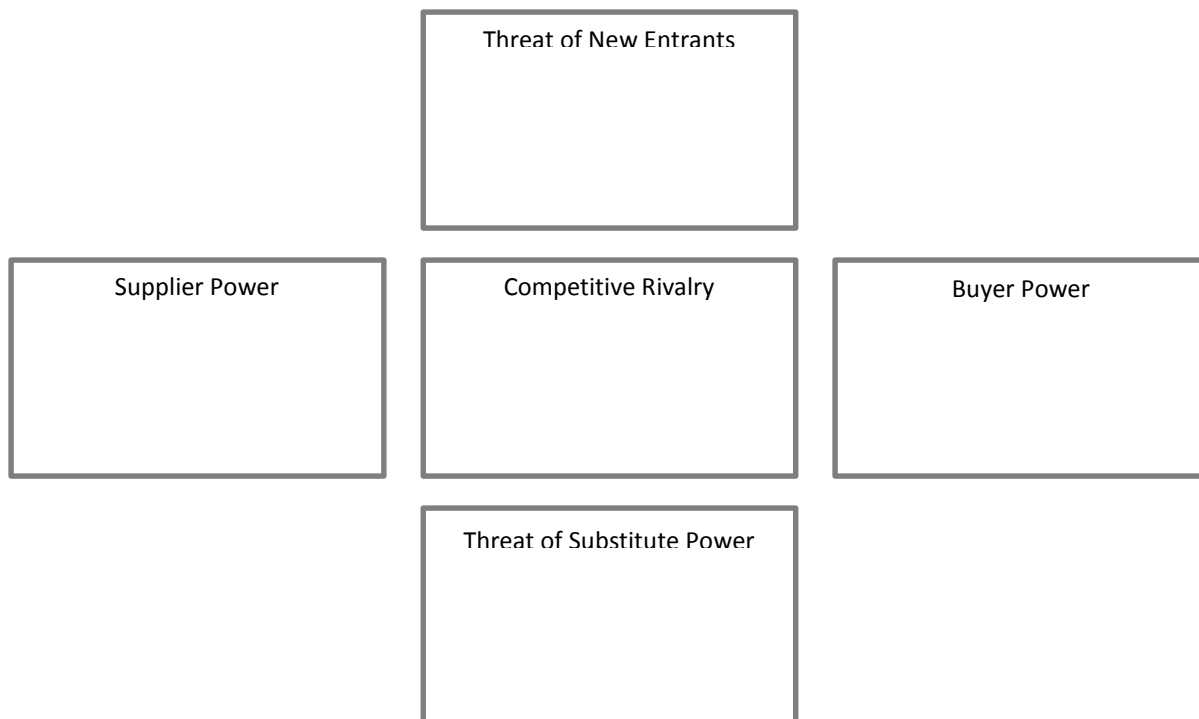 Threat of New Entrants
Supplier Power
Competitive Rivalry
Buyer Power
Threat of Substitute Power